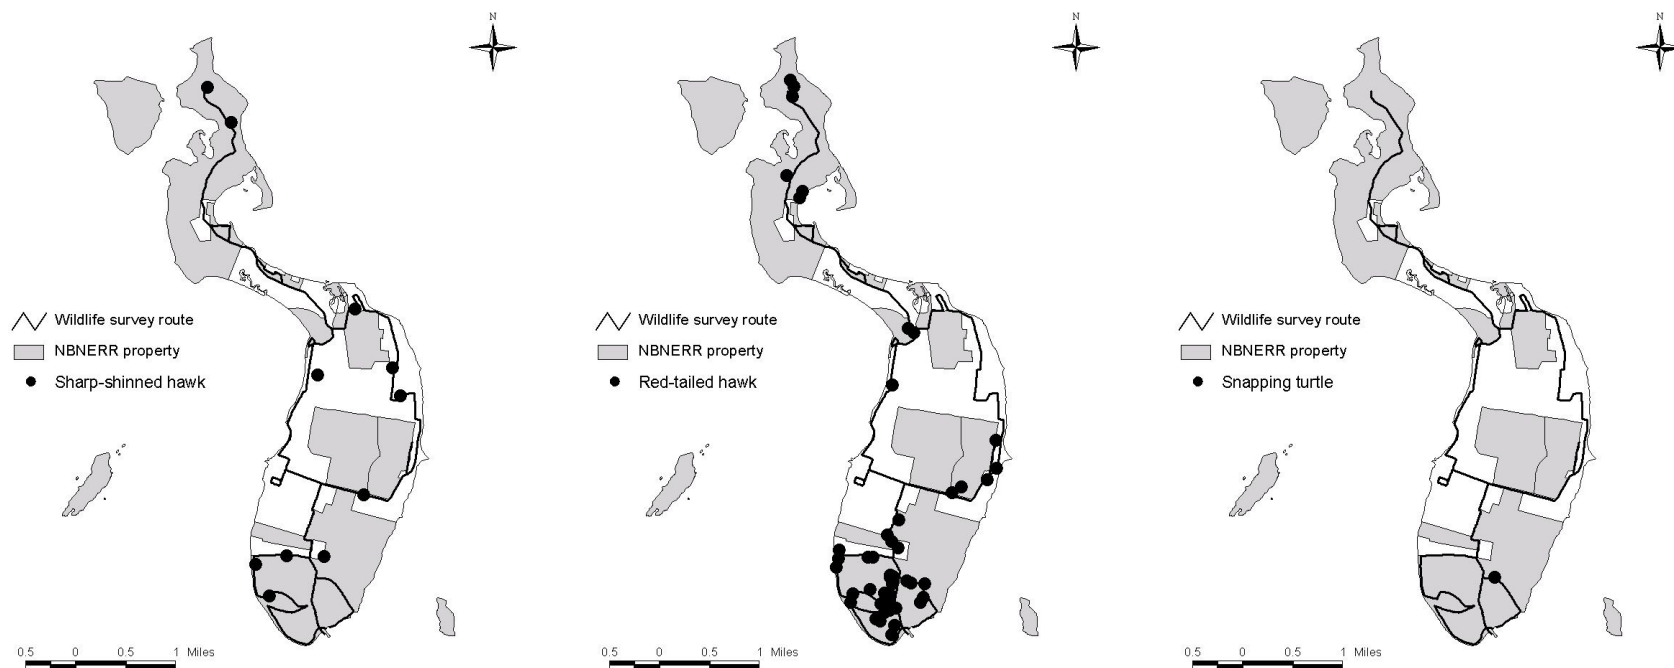 N
Wildlife survey route
NBNERR property
Sharp-shinned hawk
0.5 0 0.5 1 Miles
N
Wildlife survey route
NBNERR property
Red-tailed hawk
0.5 0 0.5 1 Miles
N
Wildlife survey route
NBNERR property
Snapping turtle
0.5 0 0.5 1 Miles